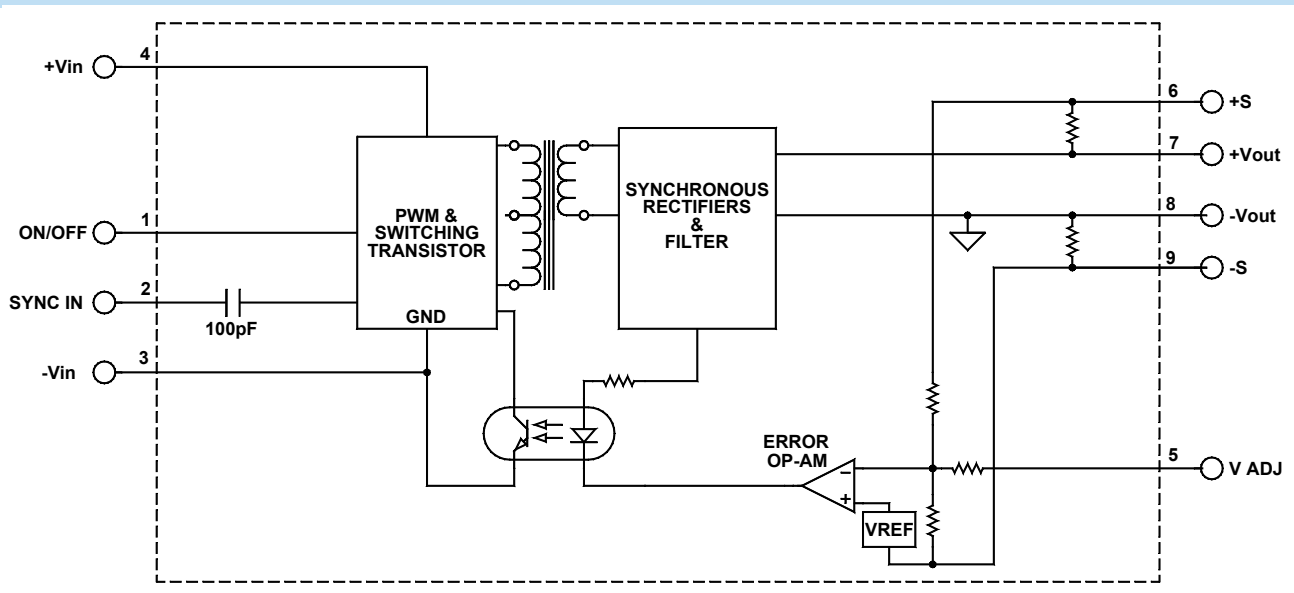 4
+Vin
6
+S
7
+Vout
SYNCHRONOUS
RECTIFIERS
&
FILTER
PWM &
SWITCHING
TRANSISTOR
8
-Vout
1
ON/OFF
9
-S
2
SYNC IN
100pF
GND
3
-Vin
ERROR
OP-AM
5
V ADJ
−
+
VREF